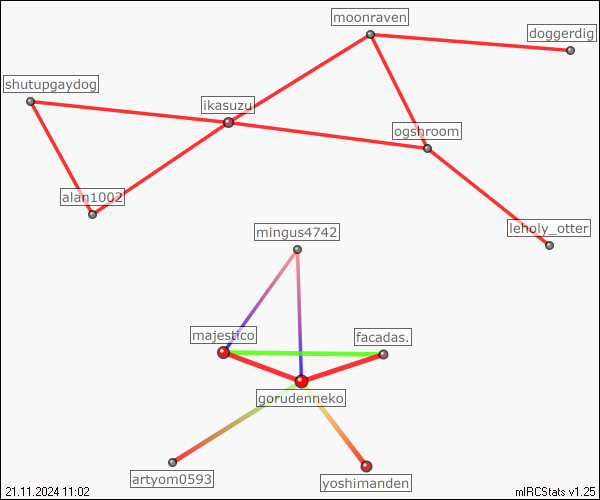 moonraven
doggerdig
shutupgaydog
ikasuzu
ogshroom
alan1002
mingus4742
leholy_otter
majestico
facadas.
gorudenneko
artyom0593
yoshimanden
21.11.2024 11:02
mIRCStats v1.25